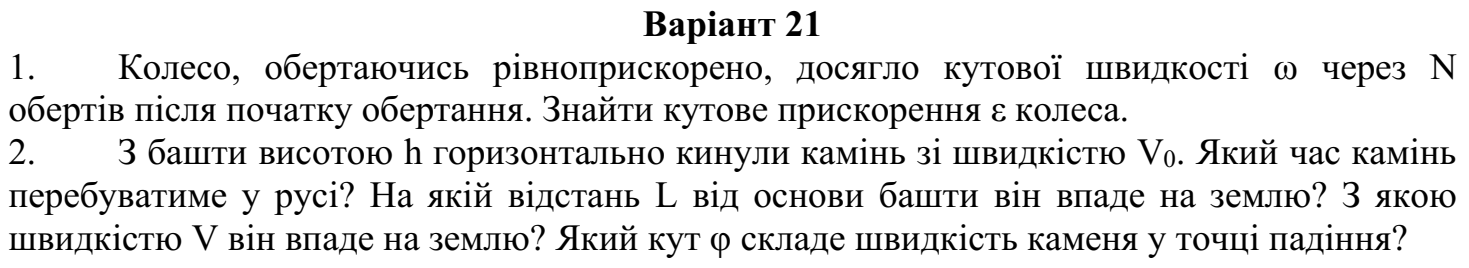 Варіант 21
1. Колесо, обертаючись рівноприскорено, досягло кутової швидкості ω через N
обертів після початку обертання. Знайти кутове прискорення ε колеса.
2. З башти висотою h горизонтально кинули камінь зі швидкістю V₀. Який час камінь
перебуватиме у русі? На якій відстань L від основи башти він впаде на землю? З якою
швидкістю V він впаде на землю? Який кут φ складе швидкість каменя у точці падіння?